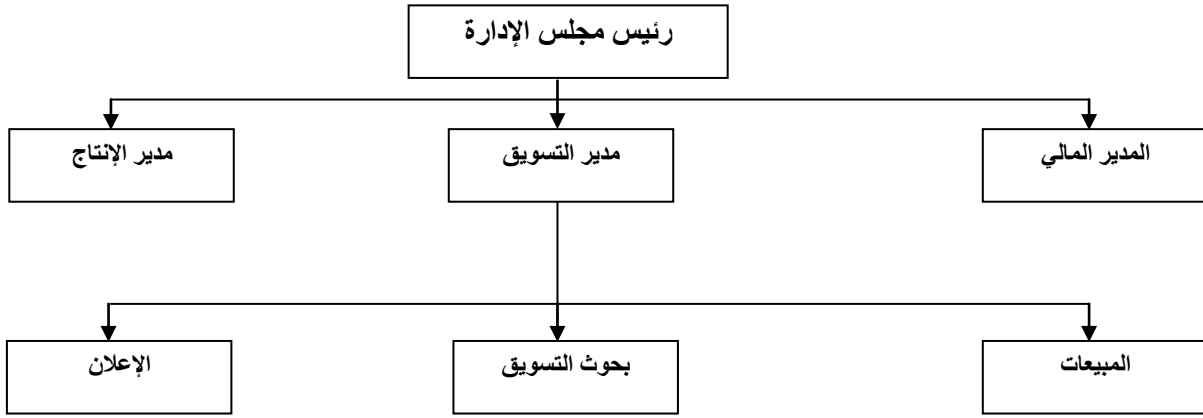 رئيس مجلس الإدارة
المدير المالي
مدير التسويق
مدير الإنتاج
المبيعات
بحوث التسويق
الإعلان